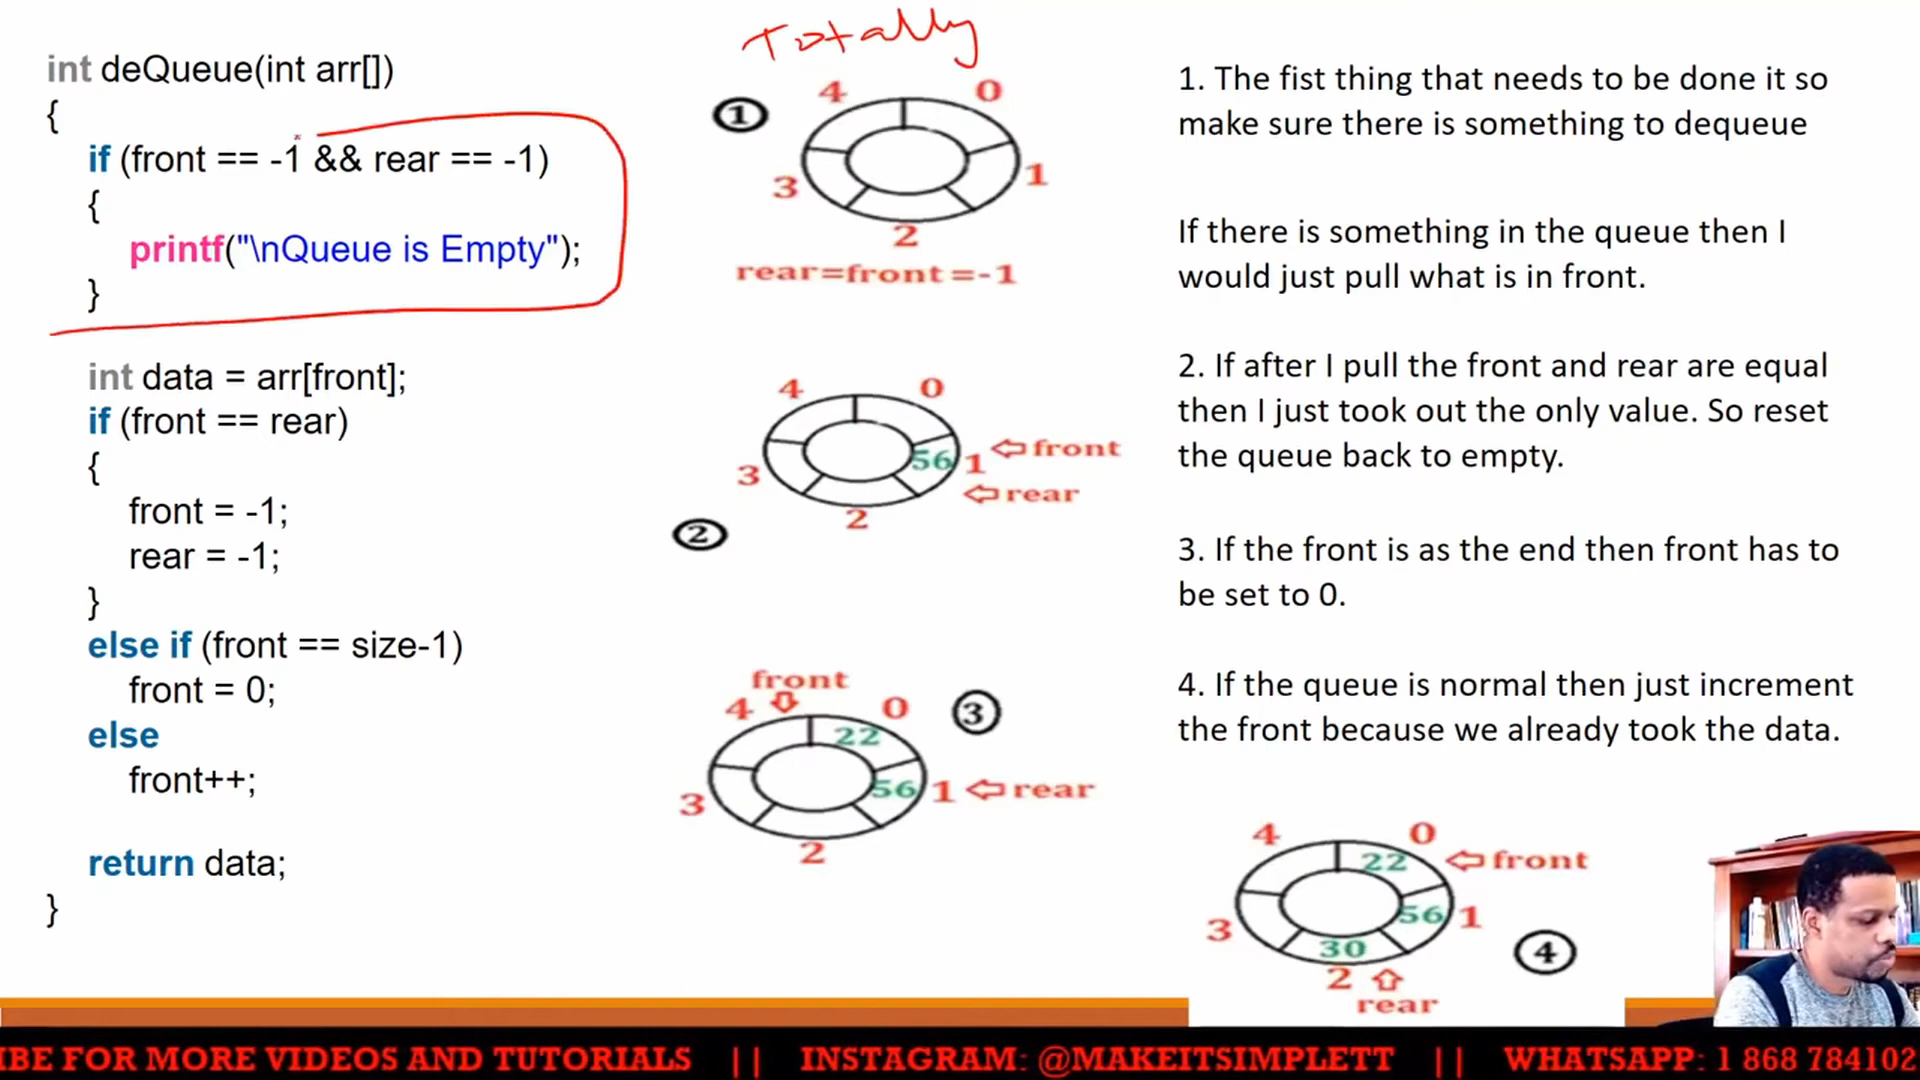 Totally
int deQueue(int arr[])
{
if (front == -1 && rear == -1)
{
printf("\nQueue is Empty");
}
int data = arr[front];
if (front == rear)
{
front = -1;
rear = -1;
}
else if (front == size-1)
front = 0;
else
front++;
return data;
}
1
4 0
3 1
2
rear=front=-1
4 0
56 1 front
3 rear
2
2
front
4 0 3
22
56 1 rear
3
2
1. The fist thing that needs to be done it so
make sure there is something to dequeue
If there is something in the queue then I
would just pull what is in front.
2. If after I pull the front and rear are equal
then I just took out the only value. So reset
the queue back to empty.
3. If the front is as the end then front has to
be set to 0.
4. If the queue is normal then just increment
the front because we already took the data.
4 0
22 front
56 1
3 30
2
rear
4
IBE FOR MORE VIDEOS AND TUTORIALS || INSTAGRAM: @MAKEITSIMPLETT || WHATSAPP: 1 868 784102